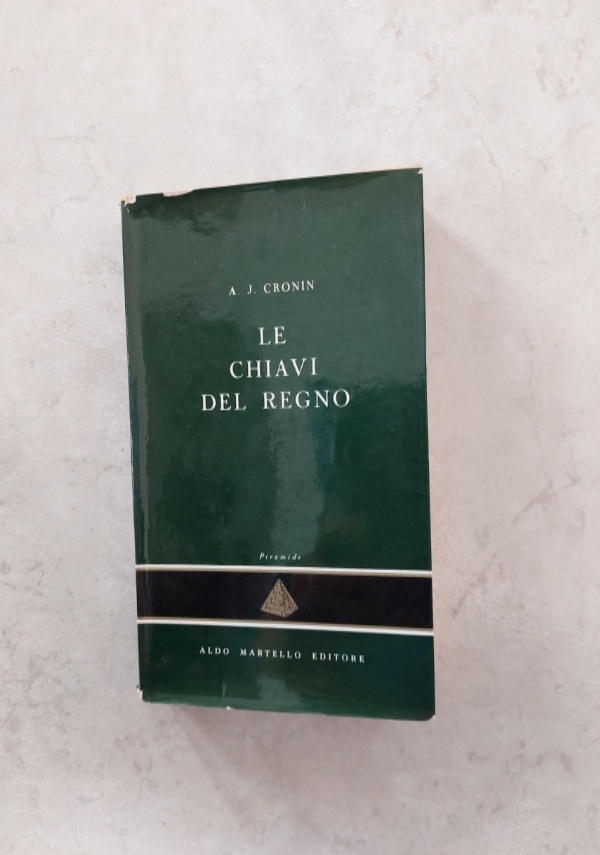 A. J. CRONIN
LE
CHIAVI
DEL REGNO
Piramide
ALDO MARTELLO EDITORE